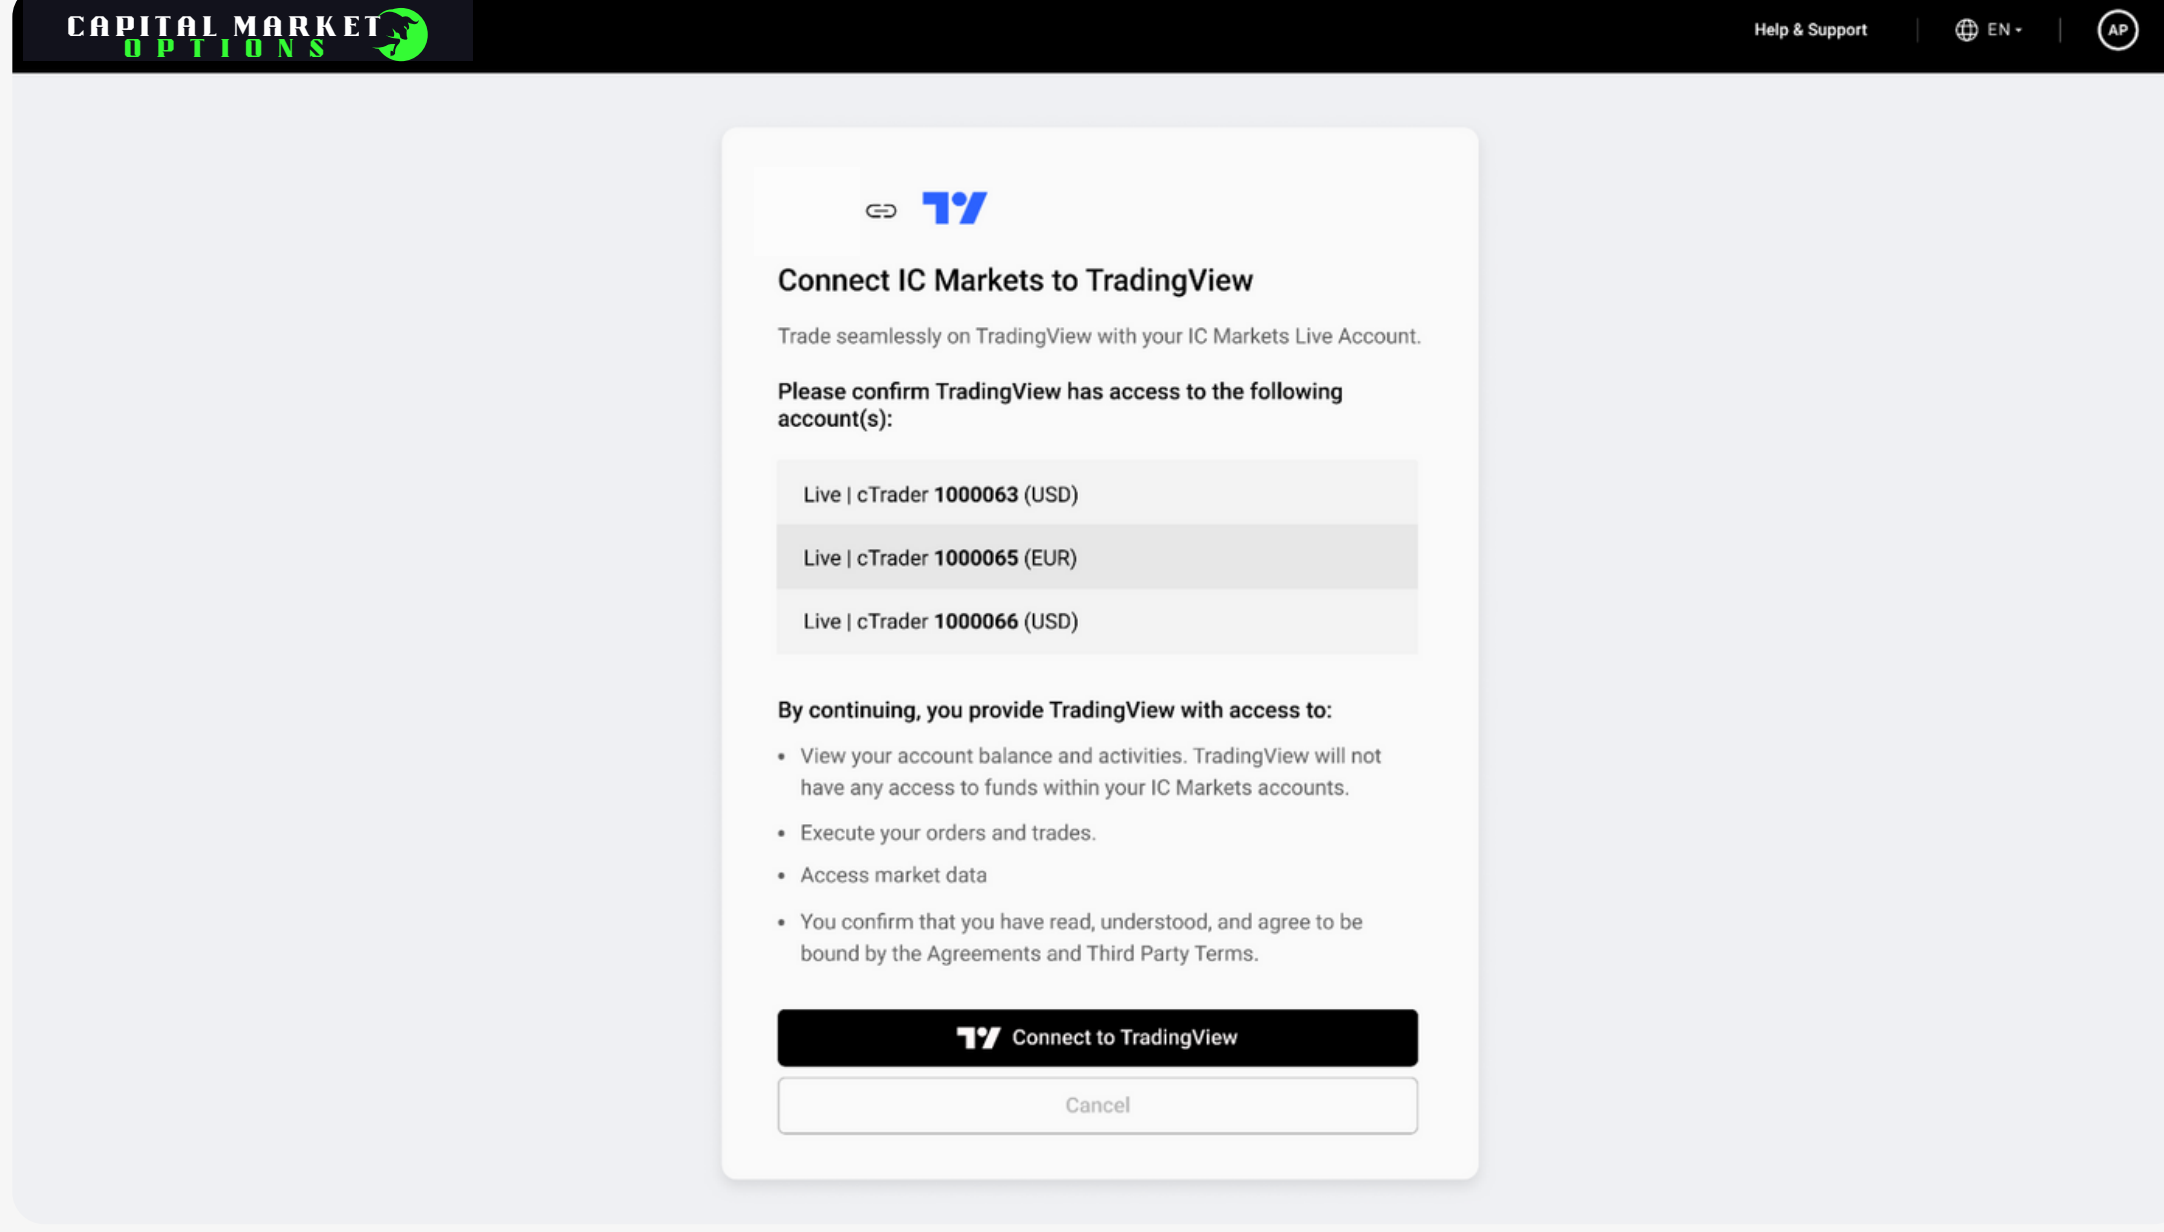 CAPITAL MARKET
OPTIONS
Help & Support
EN
AP
Connect IC Markets to TradingView
Trade seamlessly on TradingView with your IC Markets Live Account.
Please confirm TradingView has access to the following
account(s):
Live | cTrader 1000063 (USD)
Live | cTrader 1000065 (EUR)
Live | cTrader 1000066 (USD)
By continuing, you provide TradingView with access to:
• View your account balance and activities. TradingView will not
have any access to funds within your IC Markets accounts.
• Execute your orders and trades.
• Access market data
• You confirm that you have read, understood, and agree to be
bound by the Agreements and Third Party Terms.
Connect to TradingView
Cancel